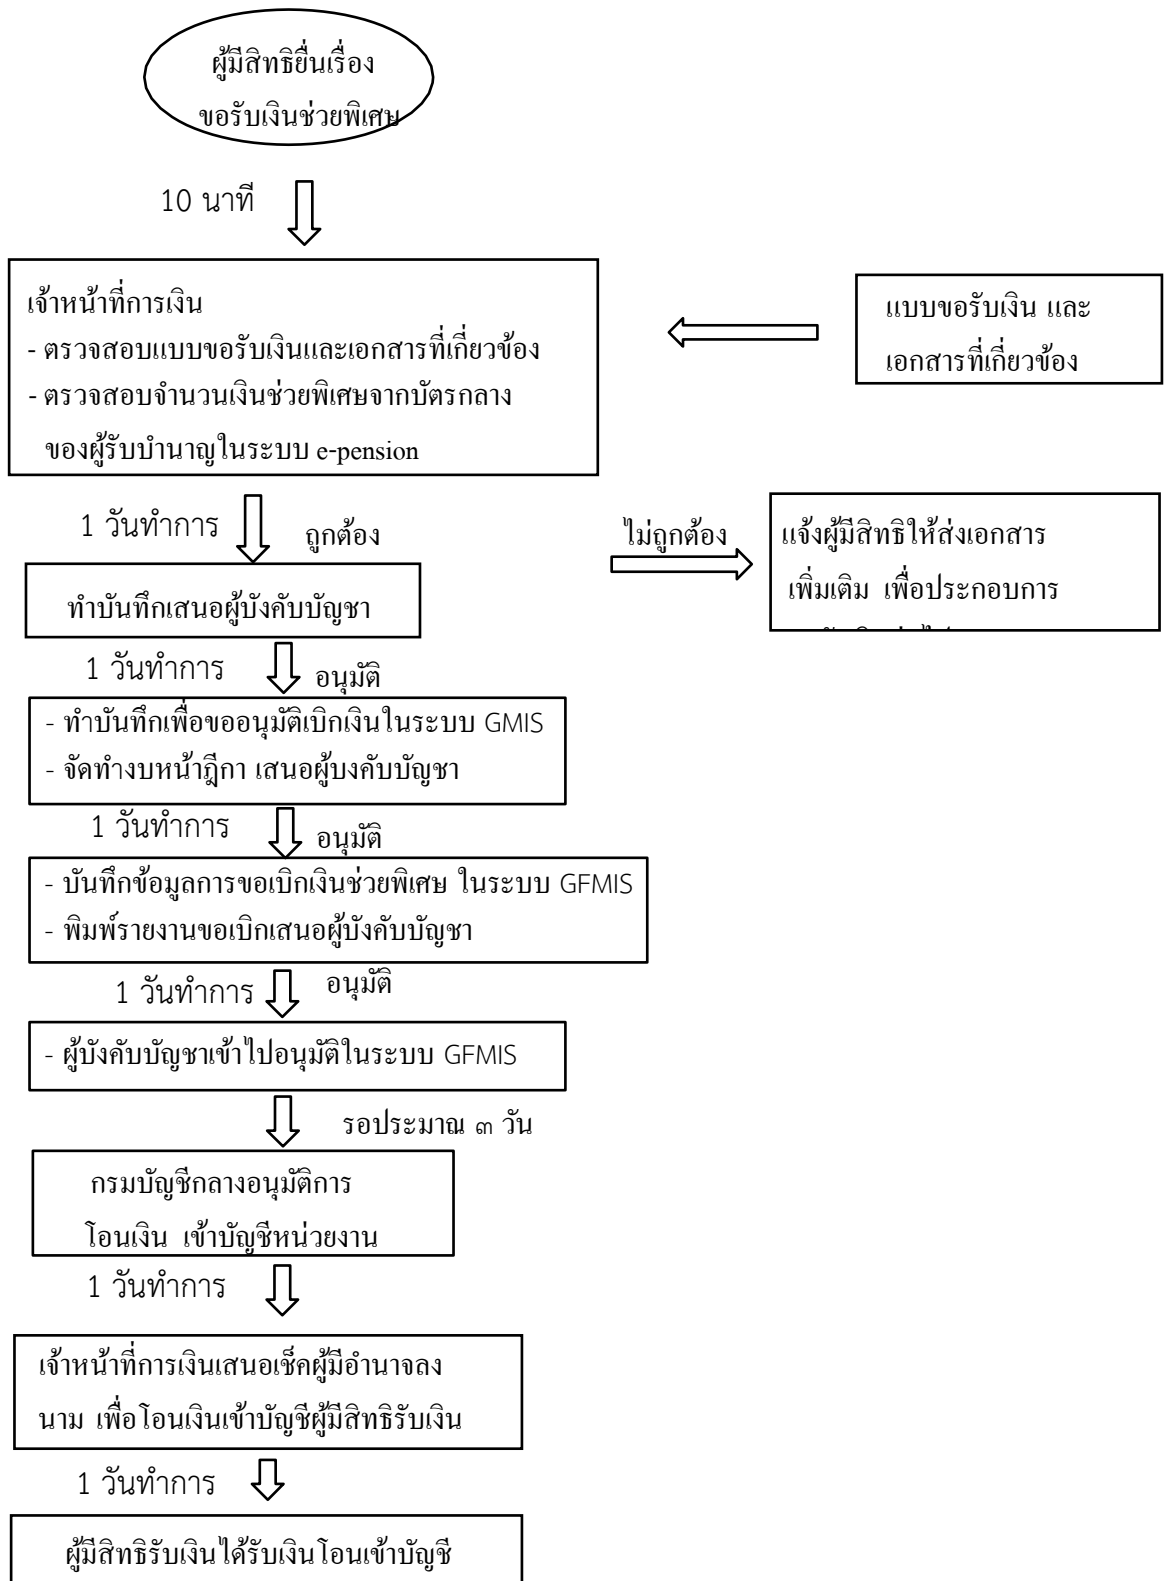 ผู้มีสิทธิยื่นเรื่อง
ขอรับเงินช่วยพิเศษ
10 นาที
เจ้าหน้าที่การเงิน
- ตรวจสอบแบบขอรับเงินและเอกสารที่เกี่ยวข้อง
- ตรวจสอบจำนวนเงินช่วยพิเศษจากบัตรกลาง
ของผู้รับบำนาญในระบบ e-pension
แบบขอรับเงิน และ
เอกสารที่เกี่ยวข้อง
1 วันทำการ
ถูกต้อง
ไม่ถูกต้อง
แจ้งผู้มีสิทธิให้ส่งเอกสาร
เพิ่มเติม เพื่อประกอบการ
ทำบันทึกเสนอผู้บังคับบัญชา
1 วันทำการ
อนุมัติ
- ทำบันทึกเพื่อขออนุมัติเบิกเงินในระบบ GMIS
- จัดทำงบหน้าฎีกา เสนอผู้บงคับบัญชา
1 วันทำการ
อนุมัติ
- บันทึกข้อมูลการขอเบิกเงินช่วยพิเศษ ในระบบ GFMIS
- พิมพ์รายงานขอเบิกเสนอผู้บังคับบัญชา
1 วันทำการ
อนุมัติ
- ผู้บังคับบัญชาเข้าไปอนุมัติในระบบ GFMIS
รอประมาณ ๓ วัน
กรมบัญชีกลางอนุมัติการ
โอนเงิน เข้าบัญชีหน่วยงาน
1 วันทำการ
เจ้าหน้าที่การเงินเสนอเช็คผู้มีอำนาจลง
นาม เพื่อโอนเงินเข้าบัญชีผู้มีสิทธิรับเงิน
1 วันทำการ
ผู้มีสิทธิรับเงินได้รับเงินโอนเข้าบัญชี